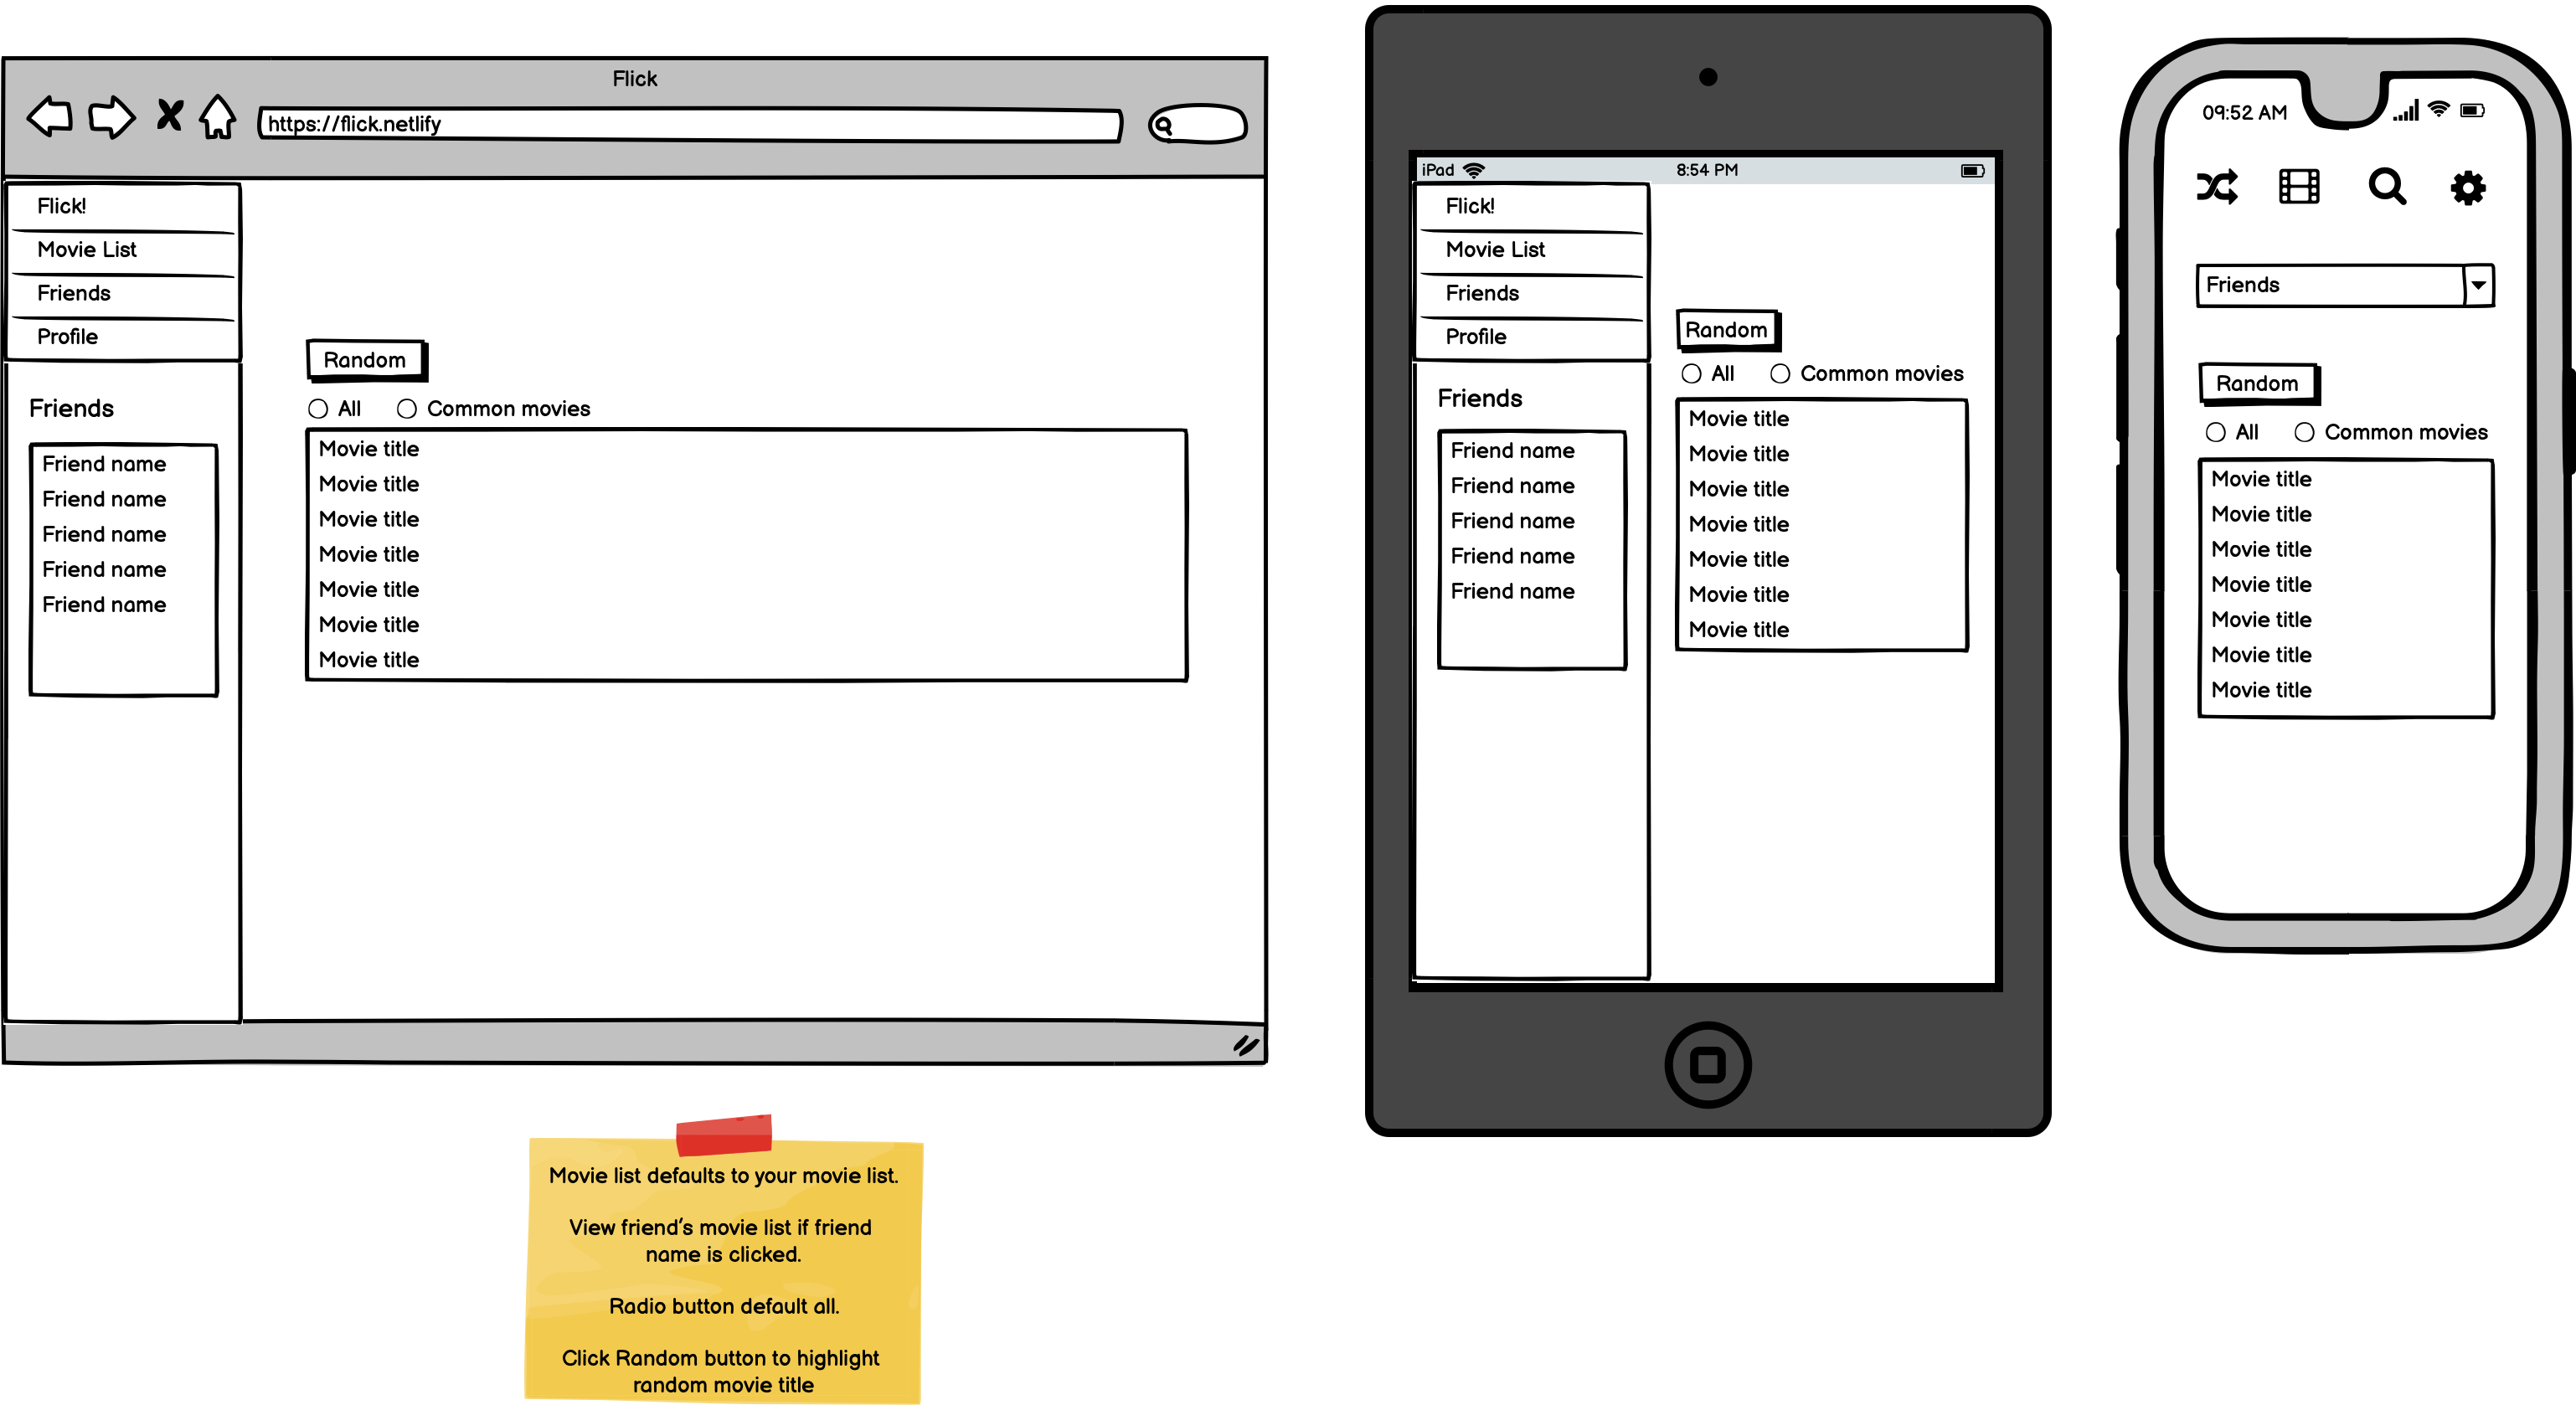 Flick
https://flick.netlify
Flick!
Movie List
Friends
Profile
Friends
Friend name
Friend name
Friend name
Friend name
Friend name
Random
All Common movies
Movie title
Movie title
Movie title
Movie title
Movie title
Movie title
Movie title
Movie list defaults to your movie list.
View friend's movie list if friend
name is clicked.
Radio button default all.
Click Random button to highlight
random movie title
iPad 8:54 PM
Flick!
Movie List
Friends
Profile
Friends
Friend name
Friend name
Friend name
Friend name
Friend name
Random
All Common movies
Movie title
Movie title
Movie title
Movie title
Movie title
Movie title
Movie title
09:52 AM
Friends
Random
All Common movies
Movie title
Movie title
Movie title
Movie title
Movie title
Movie title
Movie title